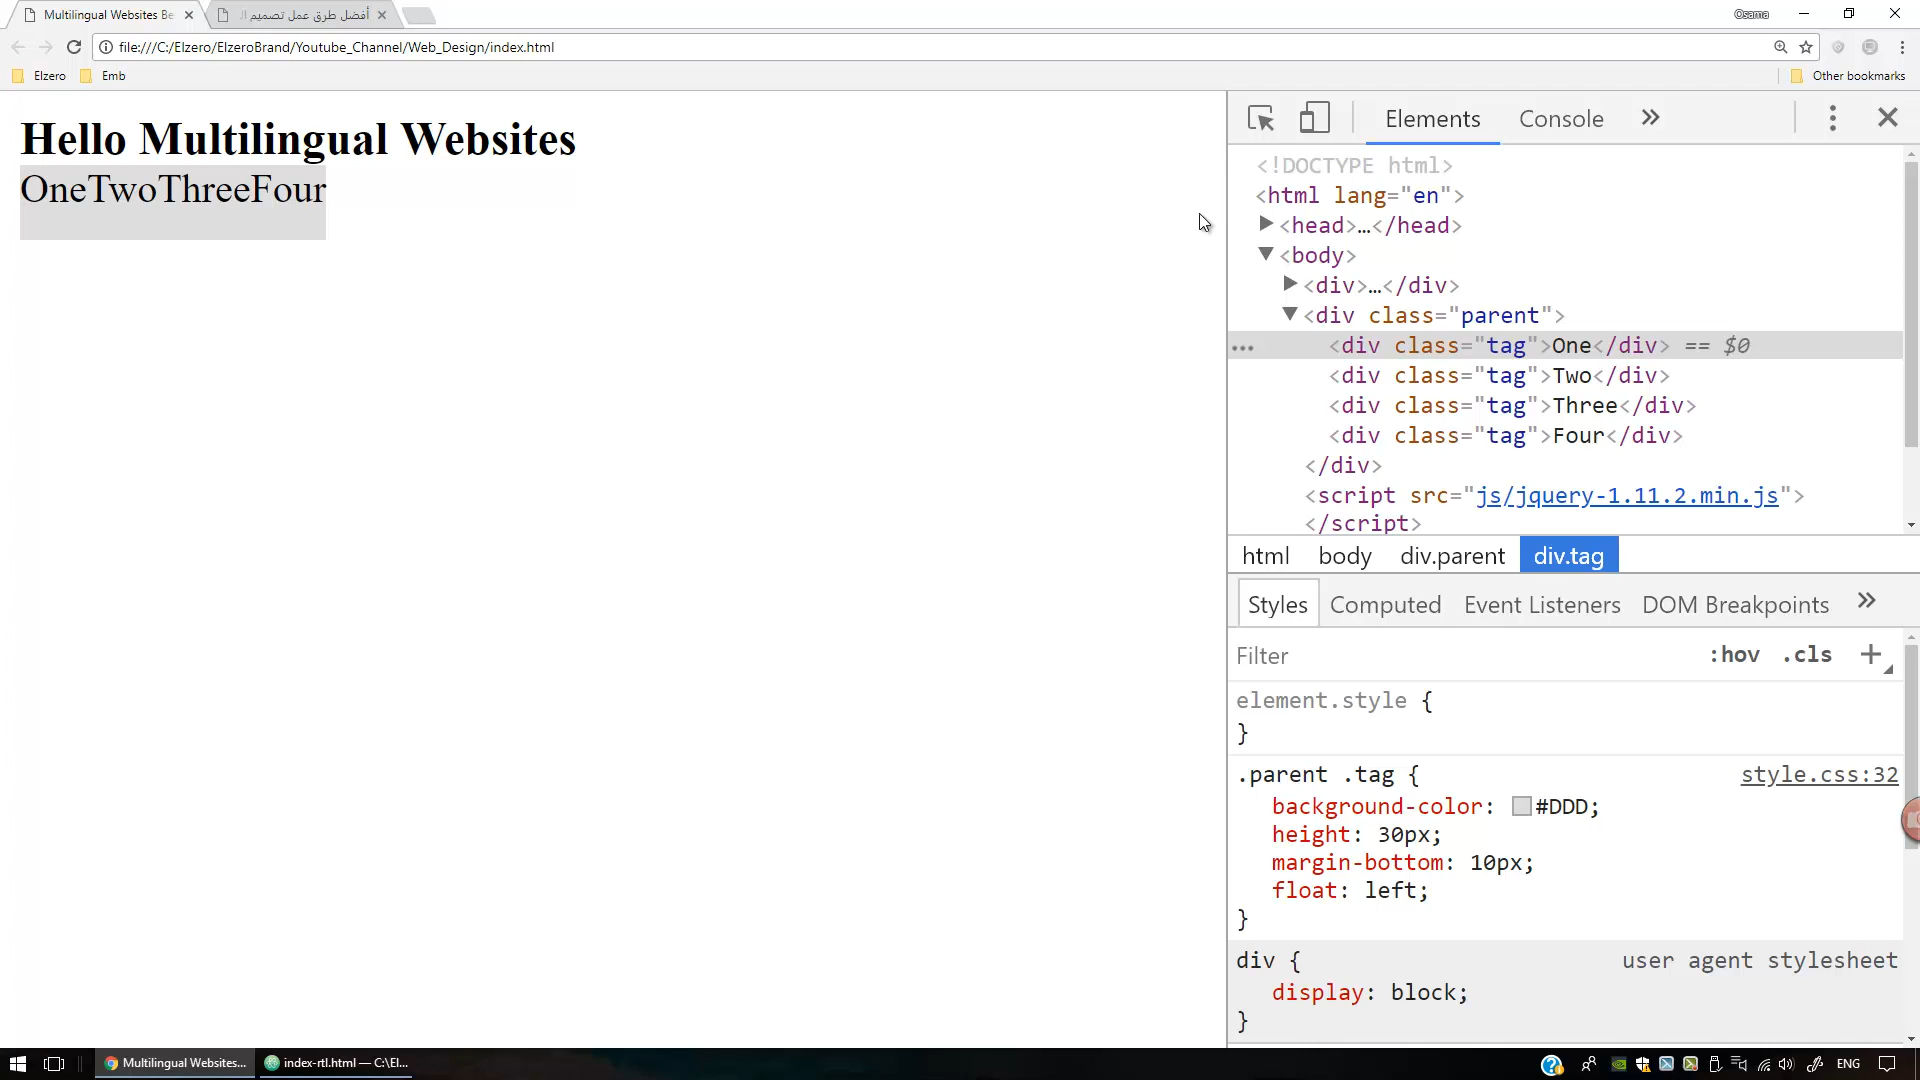 Multilingual Websites Be
أفضل طرق عمل تصميم ال
Osama
file:///C:/Elzero/ElzeroBrand/Youtube_Channel/Web_Design/index.html
Elzero
Emb
Other bookmarks
Hello Multilingual Websites
OneTwoThreeFour
Elements
Console
<!DOCTYPE html>
<html lang="en">
<head>…</head>
<body>
<div>…</div>
<div class="parent">
<div class="tag">One</div> == $0
<div class="tag">Two</div>
<div class="tag">Three</div>
<div class="tag">Four</div>
</div>
<script src="js/jquery-1.11.2.min.js">
</script>
html body div.parent div.tag
Styles Computed Event Listeners DOM Breakpoints
Filter :hov .cls
element.style {
}
.parent .tag { style.css:32
background-color: #DDD;
height: 30px;
margin-bottom: 10px;
float: left;
}
div { user agent stylesheet
display: block;
}
Multilingual Websites...
index-rtl.html — C:\El...
ENG